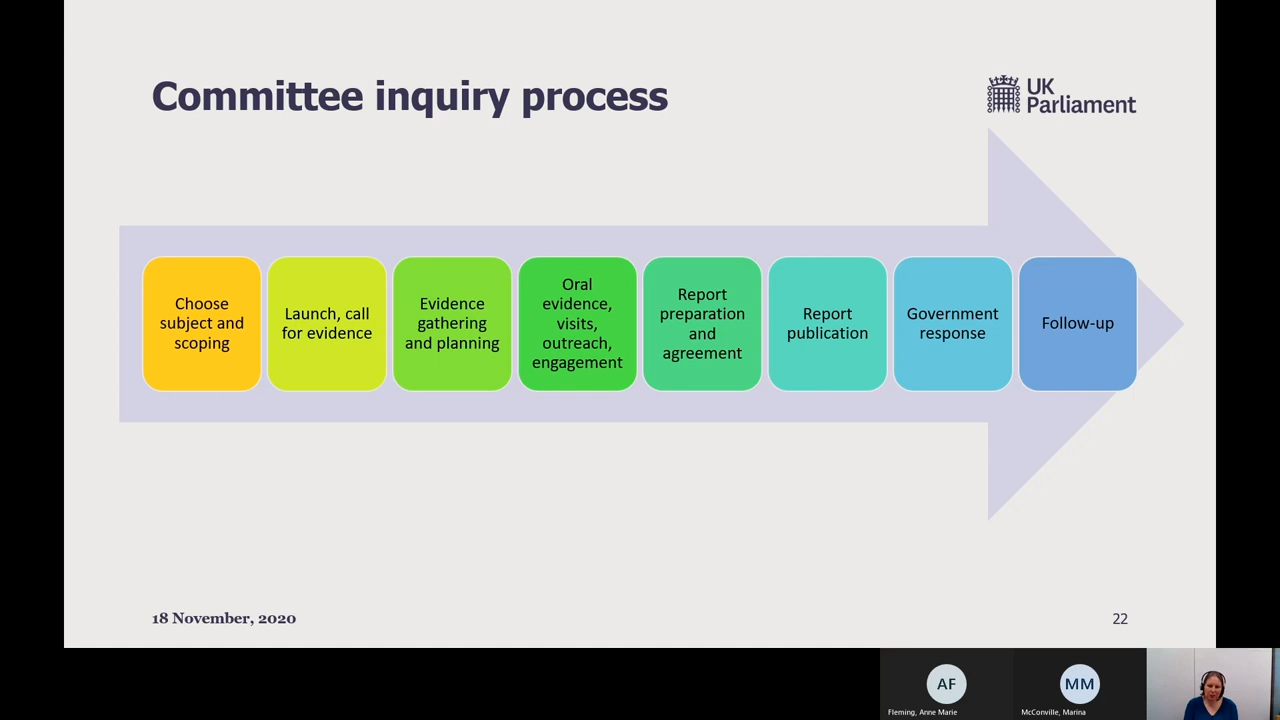 Committee inquiry process
UK
Parliament
Choose
subject and
scoping
Launch, call
for evidence
Evidence
gathering
and planning
Oral
evidence,
visits,
outreach,
engagement
Report
preparation
and
agreement
Report
publication
Government
response
Follow-up
18 November, 2020
22
AF
Fleming, Anne Marie
MM
McConville, Marina